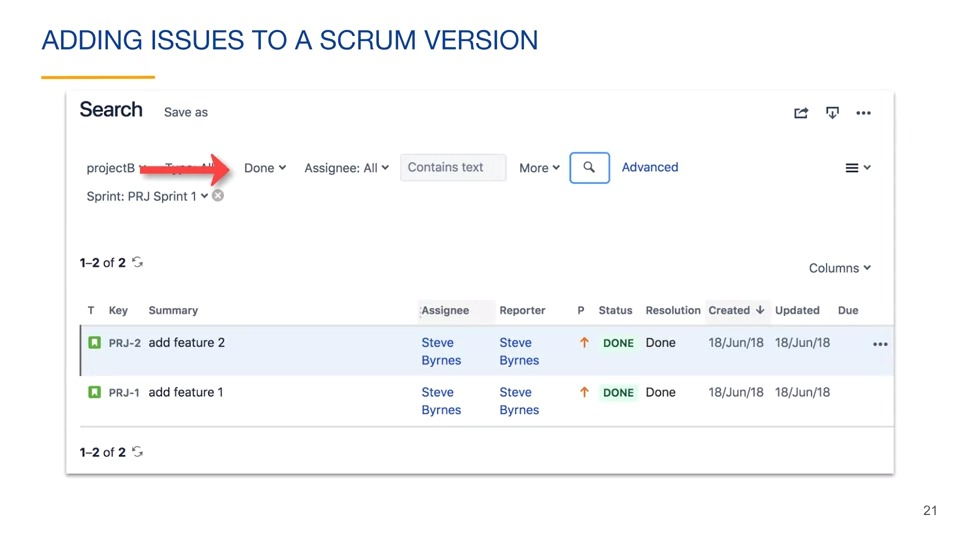 ADDING ISSUES TO A SCRUM VERSION
Search Save as
projectB Type: All Done Assignee: All Contains text More Advanced
Sprint: PRJ Sprint 1
1–2 of 2
Columns
T Key Summary Assignee Reporter P Status Resolution Created Updated Due
PRJ-2 add feature 2 Steve Byrnes Steve Byrnes DONE Done 18/Jun/18 18/Jun/18
PRJ-1 add feature 1 Steve Byrnes Steve Byrnes DONE Done 18/Jun/18 18/Jun/18
1–2 of 2
21